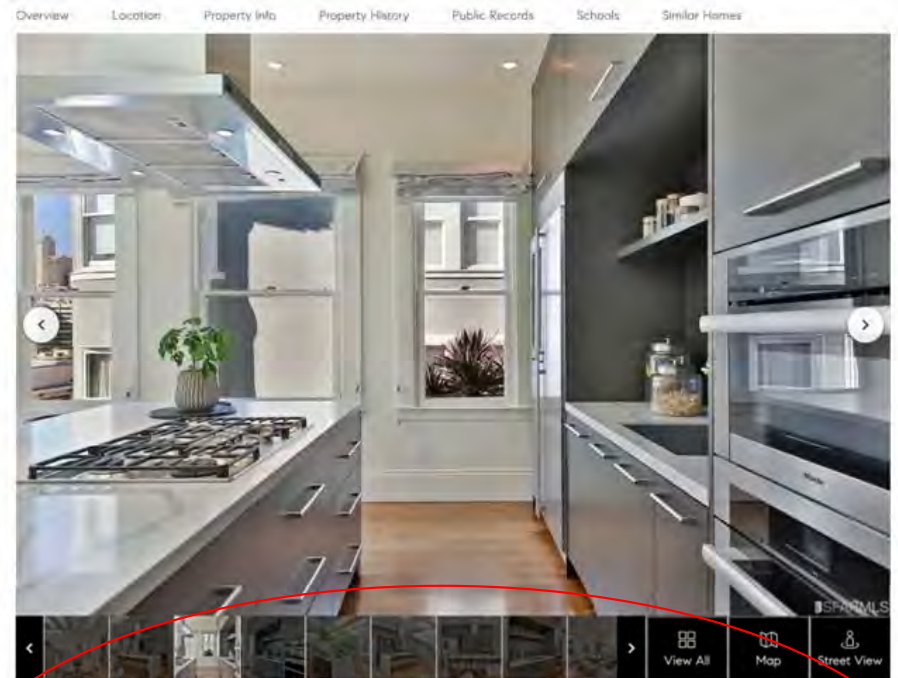 Overview Location Property Info Property History Public Records Schools Similar Homes
SFARMLS
View All Map Street View